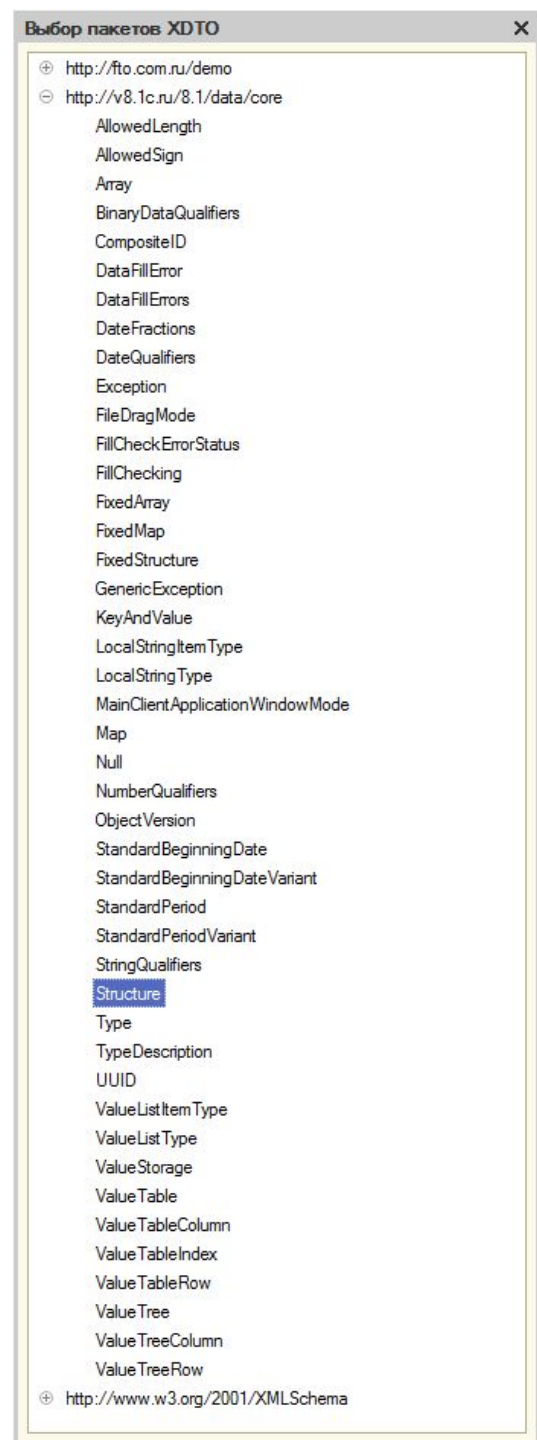 Выбор пакетов XDTO
http://fto.com.ru/demo
http://v8.1c.ru/8.1/data/core
AllowedLength
AllowedSign
Array
BinaryDataQualifiers
CompositeID
DataFillError
DataFillErrors
DateFractions
DateQualifiers
Exception
FileDragMode
FillCheckErrorStatus
FillChecking
FixedArray
FixedMap
FixedStructure
GenericException
KeyAndValue
LocalStringItemType
LocalStringType
MainClientApplicationWindowMode
Map
Null
NumberQualifiers
ObjectVersion
StandardBeginningDate
StandardBeginningDateVariant
StandardPeriod
StandardPeriodVariant
StringQualifiers
Structure
Type
TypeDescription
UUID
ValueListItemType
ValueListType
ValueStorage
ValueTable
ValueTableColumn
ValueTableIndex
ValueTableRow
ValueTree
ValueTreeColumn
ValueTreeRow
http://www.w3.org/2001/XMLSchema